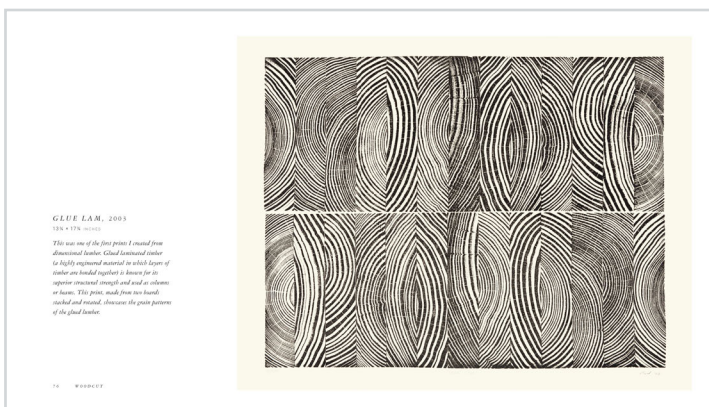 GLUE LAM, 2003
INCHES
This was one of the first prints I created from
dimensional lumber. Glued laminated timber
(a highly engineered material in which layers of
timber are bonded together) is known for its
superior structural strength and used as columns
or beams. This print, made from two boards
stacked and rotated, showcases the grain patterns
of the glued lumber.
76 WOODCUT